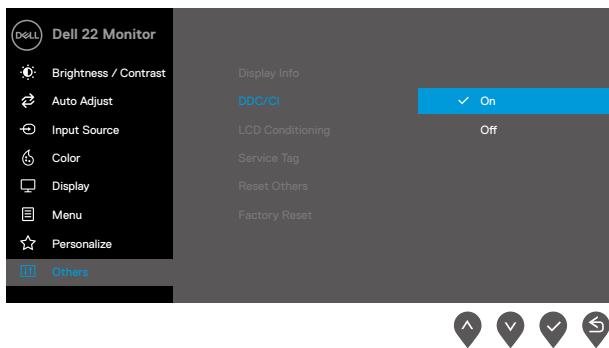 DELL
Dell 22 Monitor
Brightness / Contrast
Auto Adjust
Input Source
Color
Display
Menu
Personalize
Others
Display Info
DDC/CI
LCD Conditioning
Service Tag
Reset Others
Factory Reset
On
Off